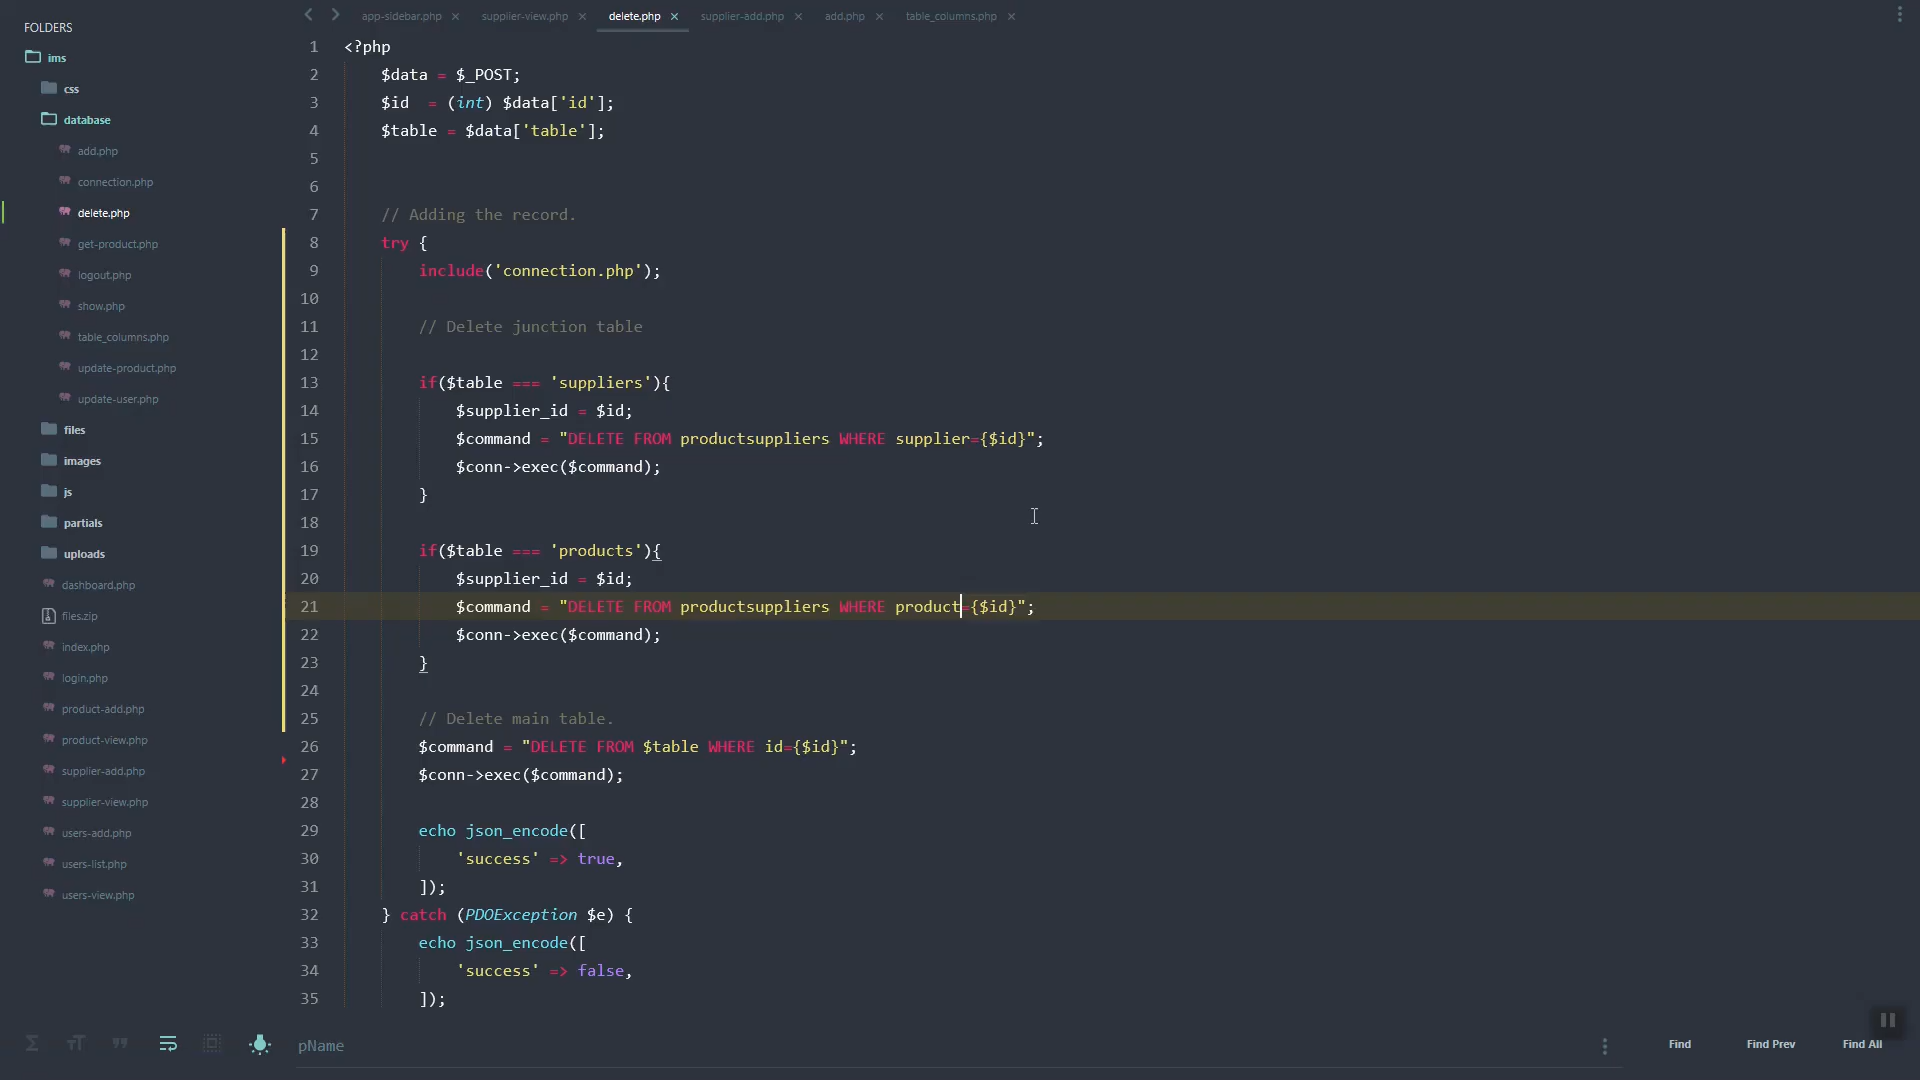 FOLDERS
ims
css
database
add.php
connection.php
delete.php
get-product.php
logout.php
show.php
table_columns.php
update-product.php
update-user.php
files
images
js
partials
uploads
dashboard.php
files.zip
index.php
login.php
product-add.php
product-view.php
supplier-add.php
supplier-view.php
users-add.php
users-list.php
users-view.php
app-sidebar.php × supplier-view.php × delete.php × supplier-add.php × add.php × table_columns.php ×
1 <?php
2 $data = $_POST;
3 $id = (int) $data['id'];
4 $table = $data['table'];
5
6
7 // Adding the record.
8 try {
9 include('connection.php');
10
11 // Delete junction table
12
13 if($table === 'suppliers'){
14 $supplier_id = $id;
15 $command = "DELETE FROM productsuppliers WHERE supplier={$id}";
16 $conn->exec($command);
17 }
18
19 if($table === 'products'){
20 $supplier_id = $id;
21 $command = "DELETE FROM productsuppliers WHERE product={$id}";
22 $conn->exec($command);
23 }
24
25 // Delete main table.
26 $command = "DELETE FROM $table WHERE id={$id}";
27 $conn->exec($command);
28
29 echo json_encode([
30 'success' => true,
31 ]);
32 } catch (PDOException $e) {
33 echo json_encode([
34 'success' => false,
35 ]);
pName
Find Find Prev Find All